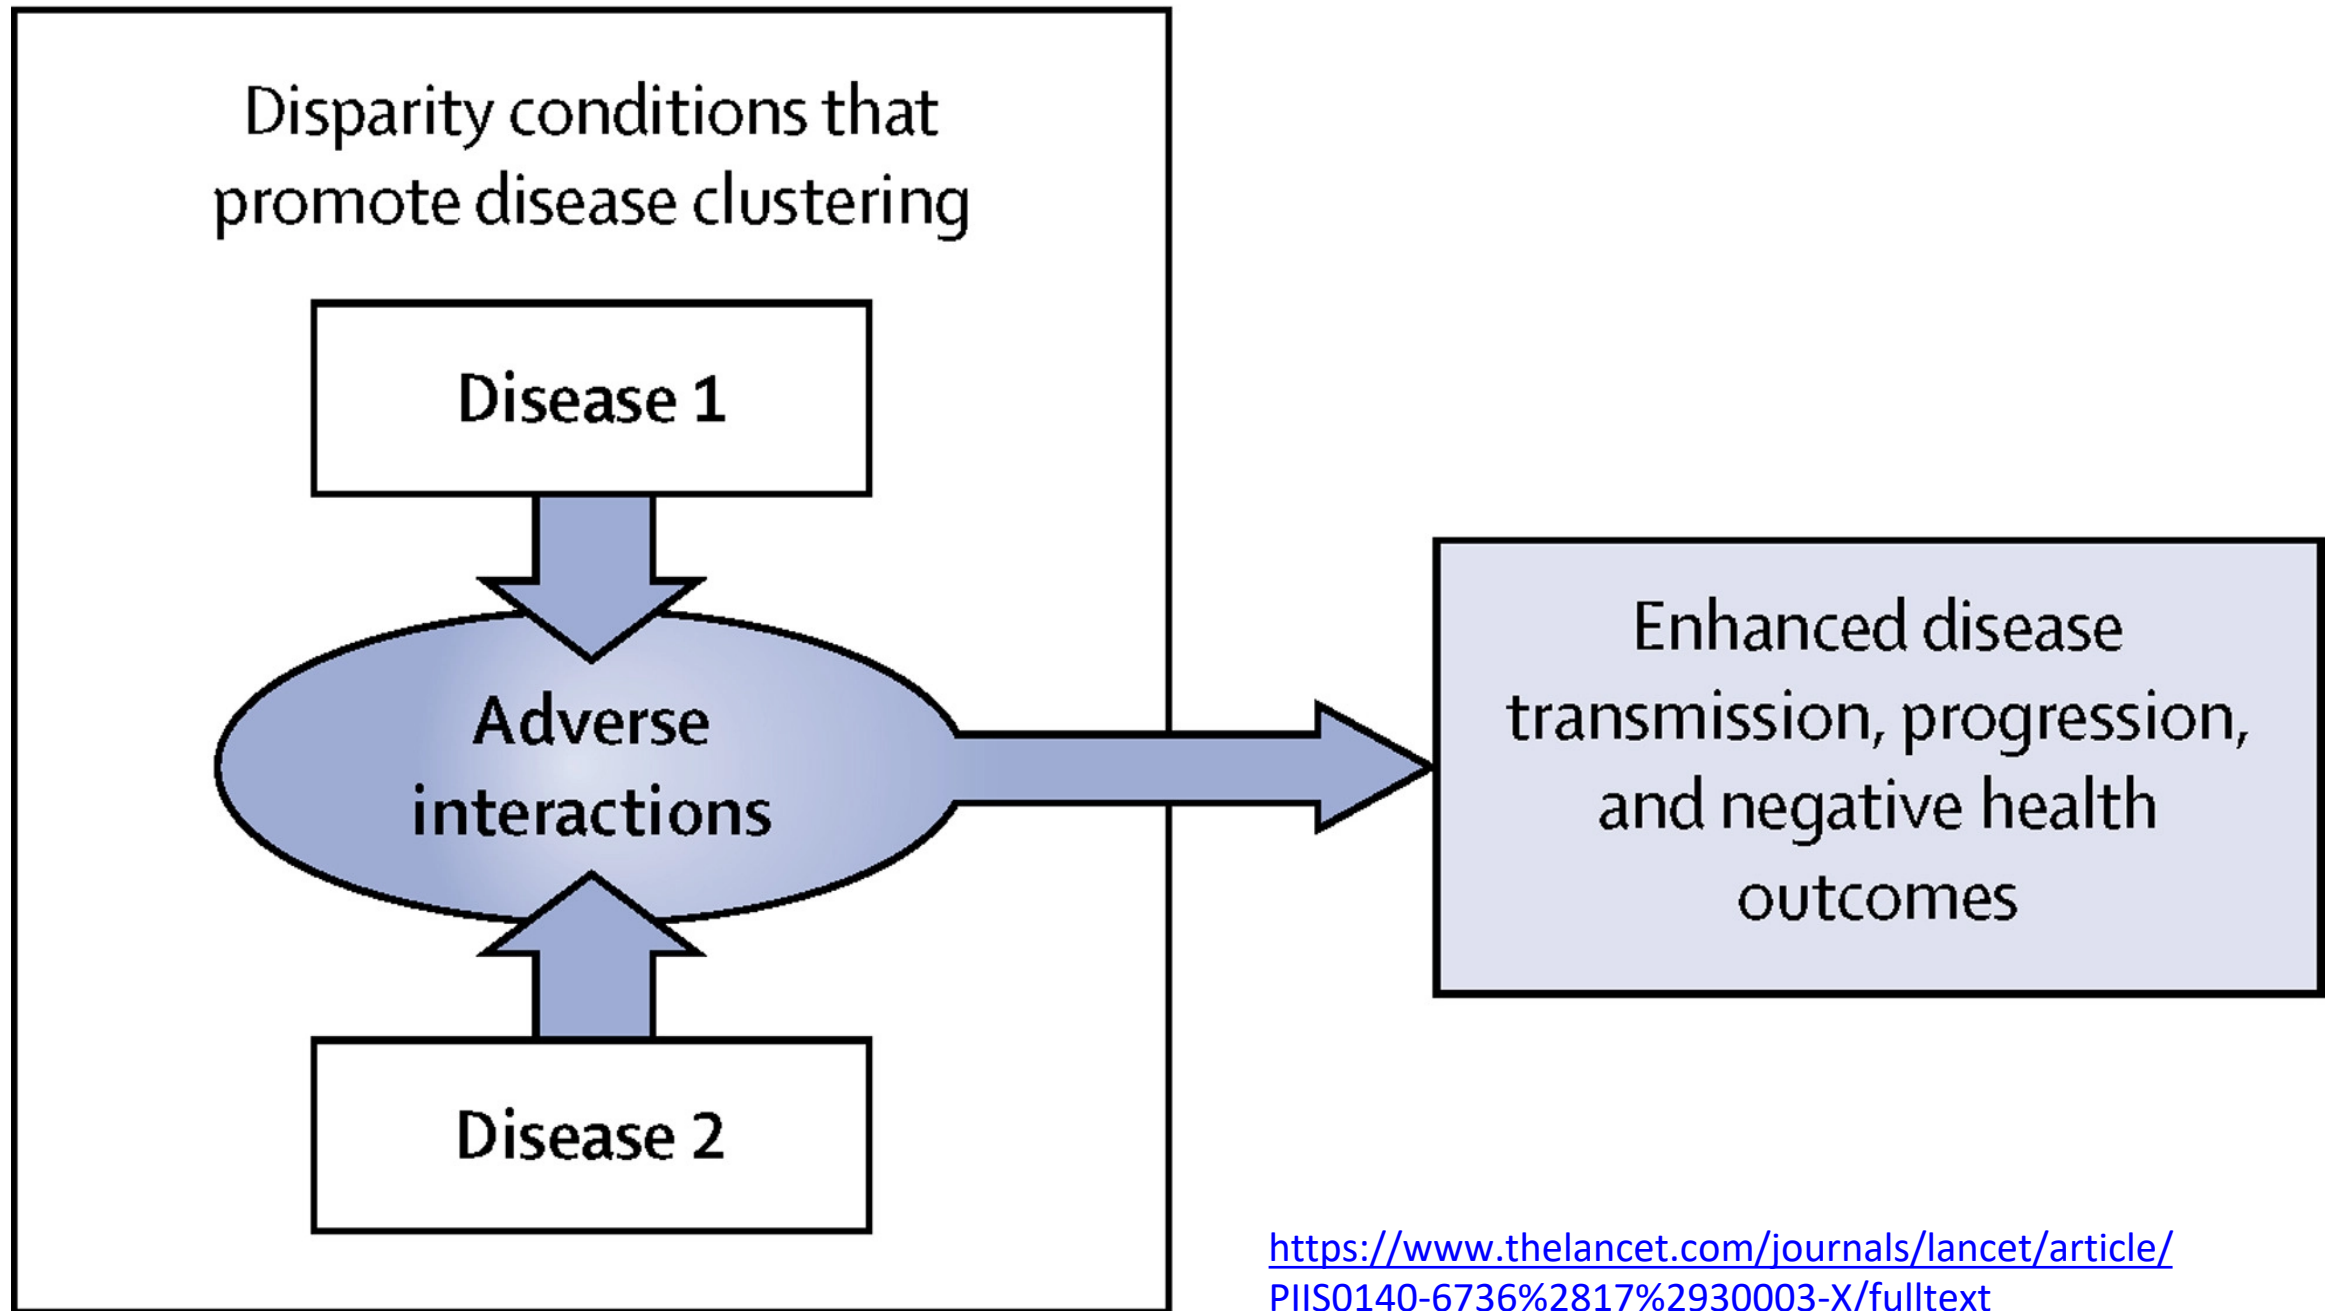 Disparity conditions that
promote disease clustering
Disease 1
Adverse
interactions
Disease 2
Enhanced disease
transmission, progression,
and negative health
outcomes
https://www.thelancet.com/journals/lancet/article/
PIIS0140-6736%2817%2930003-X/fulltext